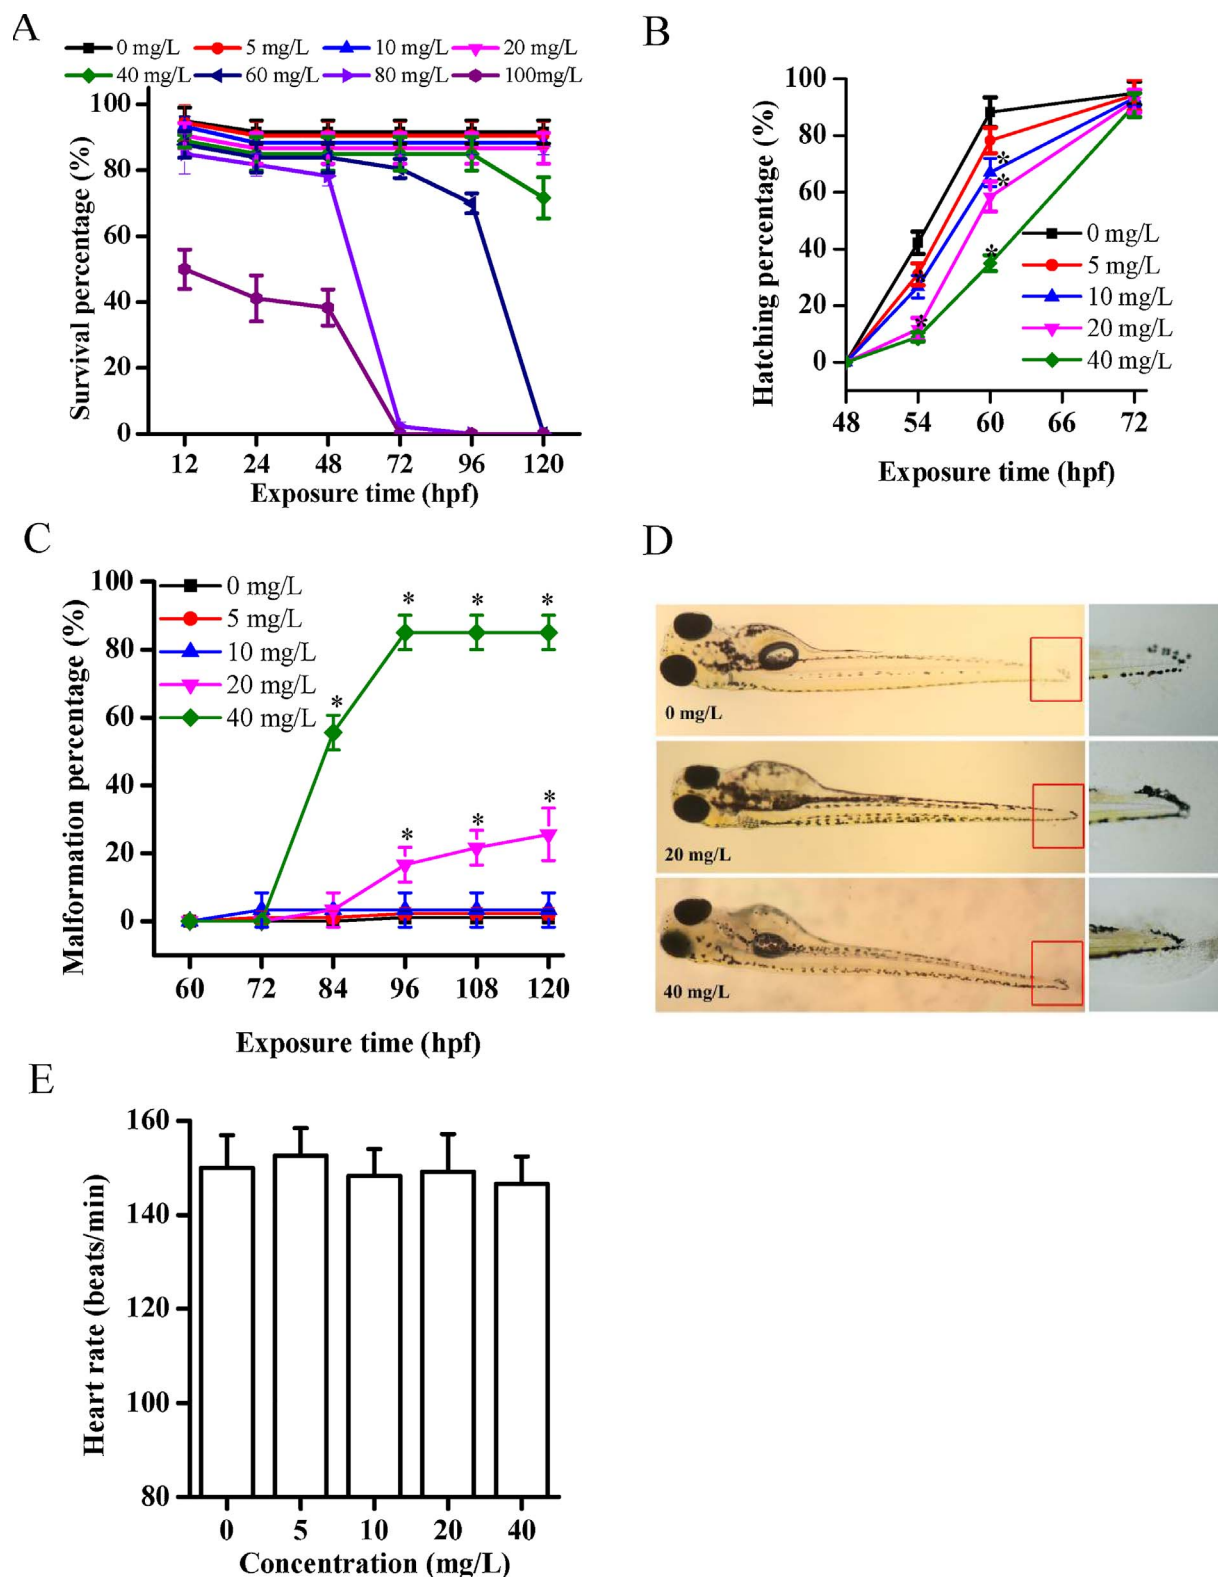 A
0 mg/L 5 mg/L 10 mg/L 20 mg/L
40 mg/L 60 mg/L 80 mg/L 100mg/L
Survival percentage (%)
100
80
60
40
20
0
12 24 48 72 96 120
Exposure time (hpf)
B
Hatching percentage (%)
100
80
60
40
20
0
* *
* * *
*
0 mg/L
5 mg/L
10 mg/L
20 mg/L
40 mg/L
48 54 60 66 72
Exposure time (hpf)
C
Malformation percentage (%)
100
80
60
40
20
0
0 mg/L
5 mg/L
10 mg/L
20 mg/L
40 mg/L
* * *
*
* * *
60 72 84 96 108 120
Exposure time (hpf)
D
0 mg/L
20 mg/L
40 mg/L
E
Heart rate (beats/min)
160
140
120
100
80
0 5 10 20 40
Concentration (mg/L)